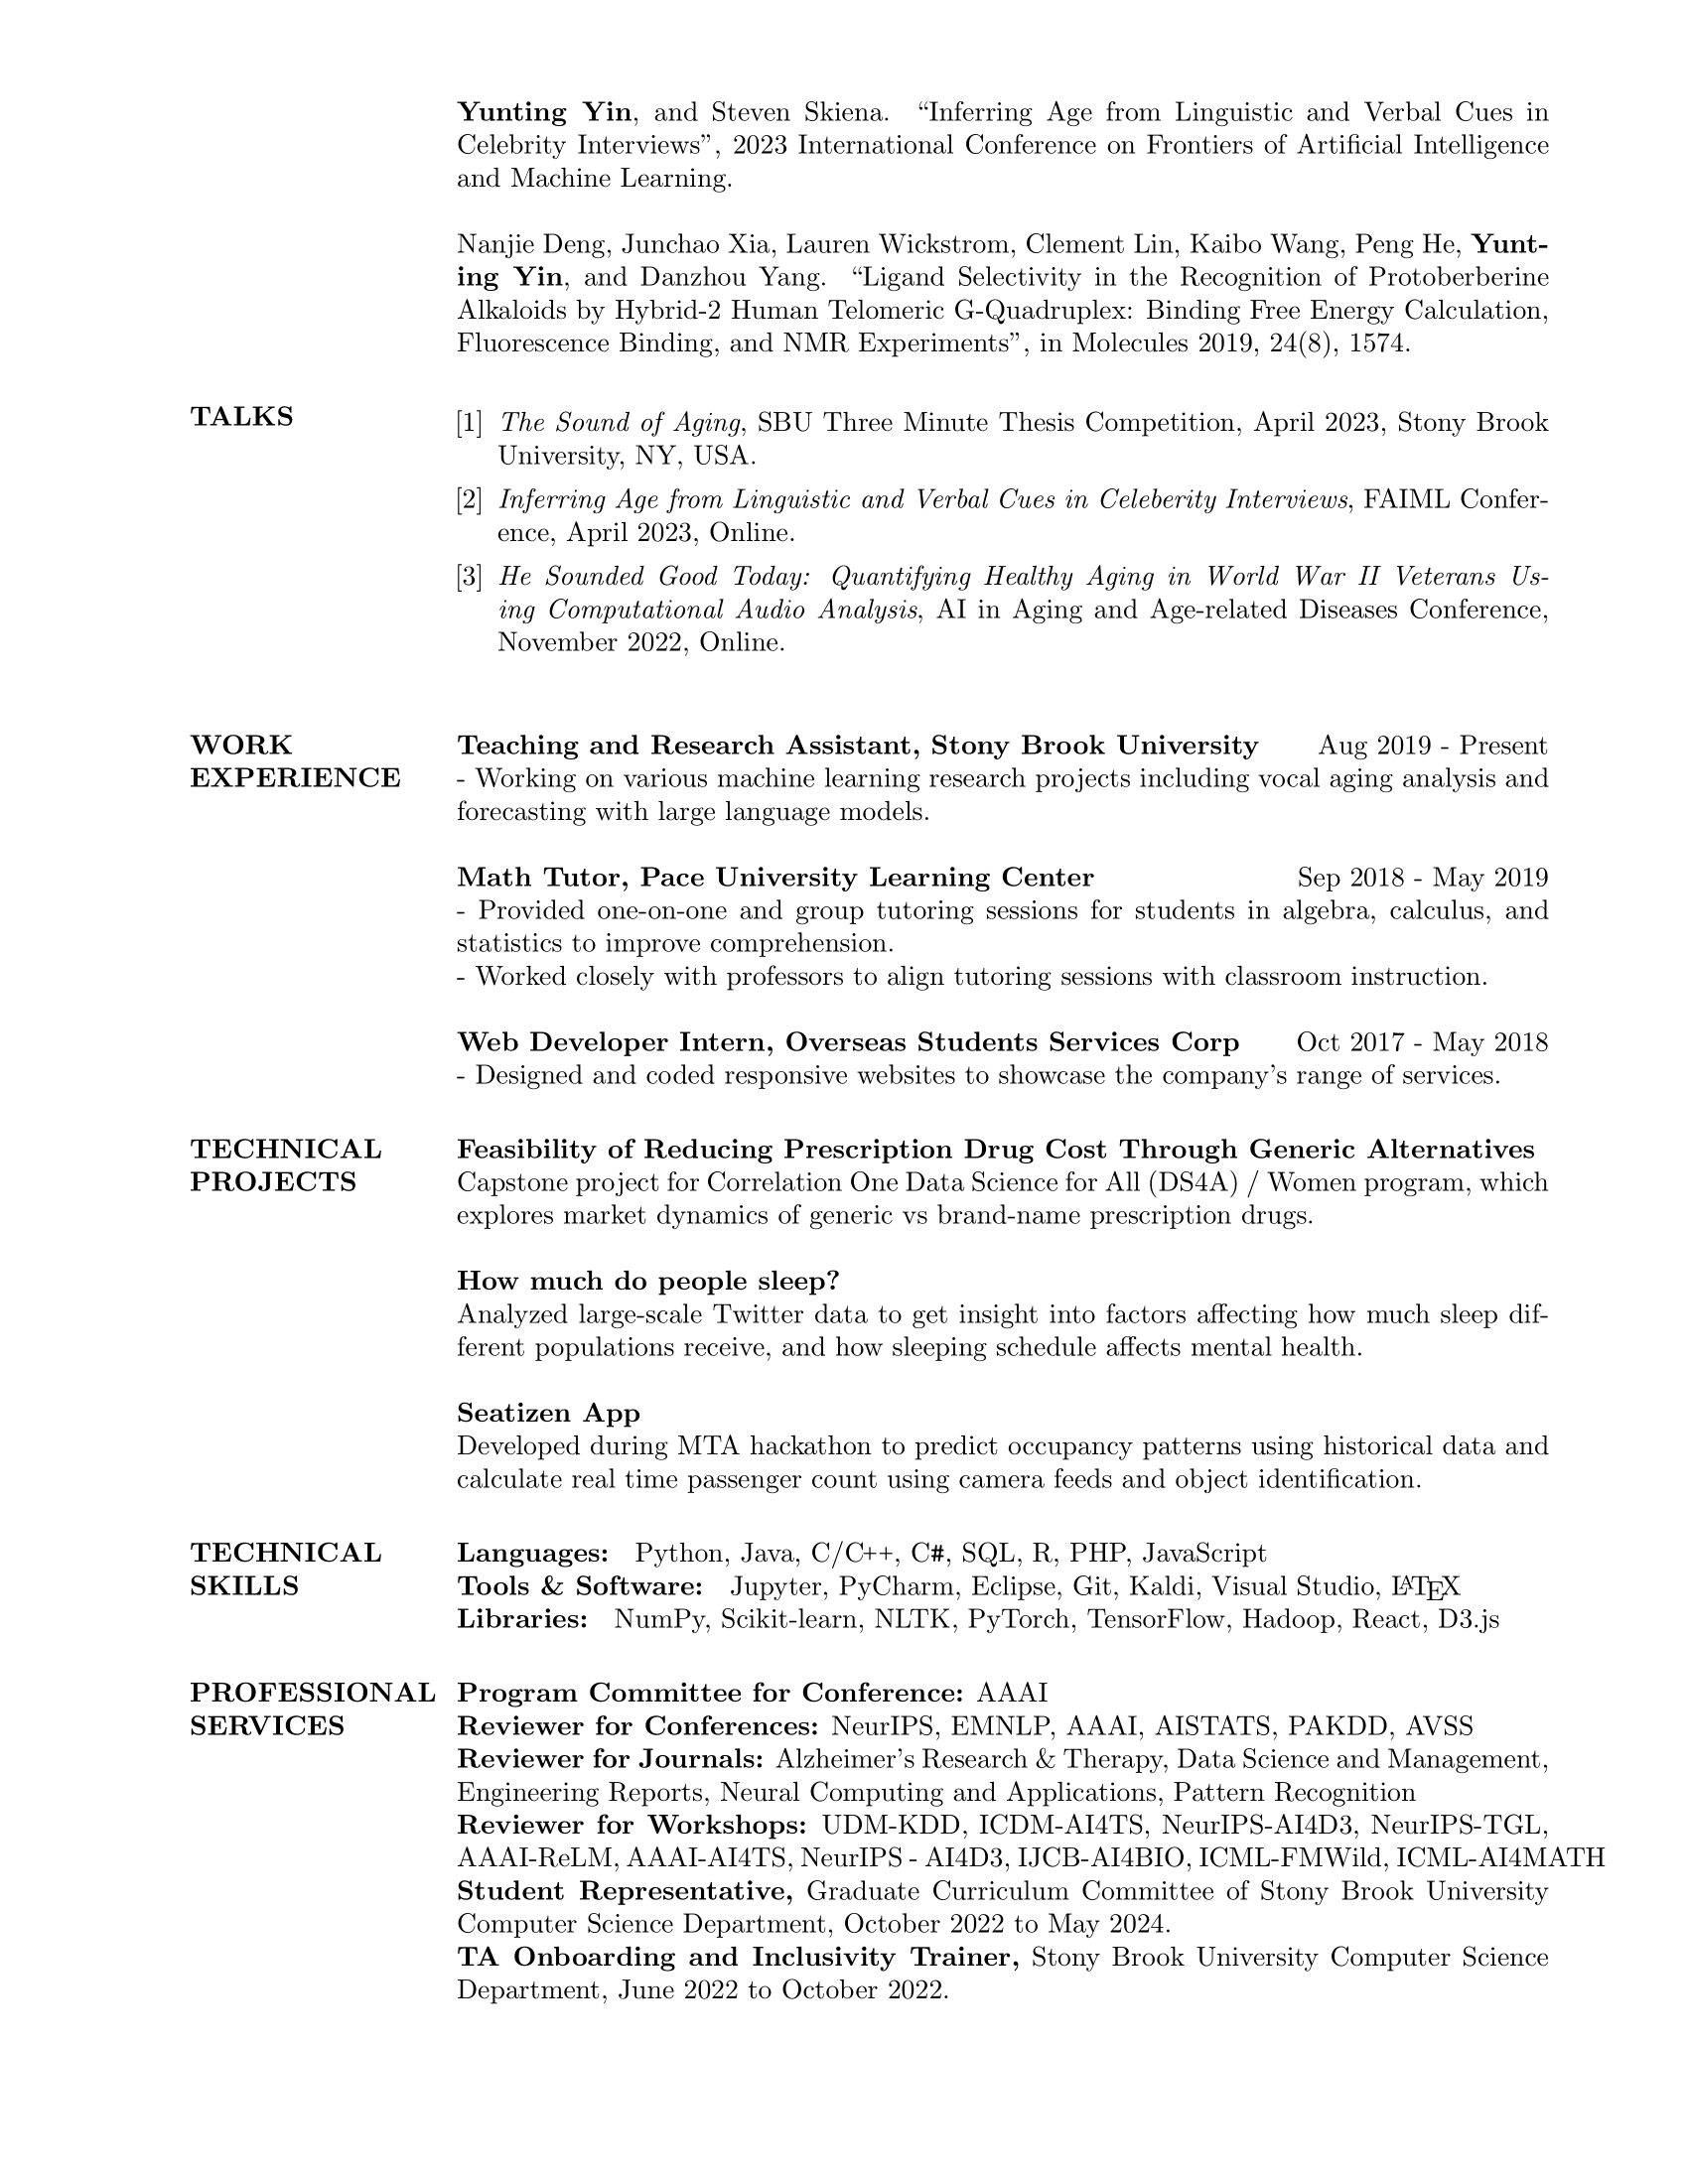 Yunting Yin, and Steven Skiena. “Inferring Age from Linguistic and Verbal Cues in
Celebrity Interviews”, 2023 International Conference on Frontiers of Artificial Intelligence
and Machine Learning.
Nanjie Deng, Junchao Xia, Lauren Wickstrom, Clement Lin, Kaibo Wang, Peng He, Yunt-
ing Yin, and Danzhou Yang. “Ligand Selectivity in the Recognition of Protoberberine
Alkaloids by Hybrid-2 Human Telomeric G-Quadruplex: Binding Free Energy Calculation,
Fluorescence Binding, and NMR Experiments”, in Molecules 2019, 24(8), 1574.
TALKS
[1] The Sound of Aging, SBU Three Minute Thesis Competition, April 2023, Stony Brook
University, NY, USA.
[2] Inferring Age from Linguistic and Verbal Cues in Celeberity Interviews, FAIML Confer-
ence, April 2023, Online.
[3] He Sounded Good Today: Quantifying Healthy Aging in World War II Veterans Us-
ing Computational Audio Analysis, AI in Aging and Age-related Diseases Conference,
November 2022, Online.
WORK
EXPERIENCE
Teaching and Research Assistant, Stony Brook University Aug 2019 - Present
- Working on various machine learning research projects including vocal aging analysis and
forecasting with large language models.
Math Tutor, Pace University Learning Center Sep 2018 - May 2019
- Provided one-on-one and group tutoring sessions for students in algebra, calculus, and
statistics to improve comprehension.
- Worked closely with professors to align tutoring sessions with classroom instruction.
Web Developer Intern, Overseas Students Services Corp Oct 2017 - May 2018
- Designed and coded responsive websites to showcase the company’s range of services.
TECHNICAL
PROJECTS
Feasibility of Reducing Prescription Drug Cost Through Generic Alternatives
Capstone project for Correlation One Data Science for All (DS4A) / Women program, which
explores market dynamics of generic vs brand-name prescription drugs.
How much do people sleep?
Analyzed large-scale Twitter data to get insight into factors affecting how much sleep dif-
ferent populations receive, and how sleeping schedule affects mental health.
Seatizen App
Developed during MTA hackathon to predict occupancy patterns using historical data and
calculate real time passenger count using camera feeds and object identification.
TECHNICAL
SKILLS
Languages: Python, Java, C/C++, C#, SQL, R, PHP, JavaScript
Tools & Software: Jupyter, PyCharm, Eclipse, Git, Kaldi, Visual Studio, LATEX
Libraries: NumPy, Scikit-learn, NLTK, PyTorch, TensorFlow, Hadoop, React, D3.js
PROFESSIONAL
SERVICES
Program Committee for Conference: AAAI
Reviewer for Conferences: NeurIPS, EMNLP, AAAI, AISTATS, PAKDD, AVSS
Reviewer for Journals: Alzheimer’s Research & Therapy, Data Science and Management,
Engineering Reports, Neural Computing and Applications, Pattern Recognition
Reviewer for Workshops: UDM-KDD, ICDM-AI4TS, NeurIPS-AI4D3, NeurIPS-TGL,
AAAI-ReLM, AAAI-AI4TS, NeurIPS - AI4D3, IJCB-AI4BIO, ICML-FMWild, ICML-AI4MATH
Student Representative, Graduate Curriculum Committee of Stony Brook University
Computer Science Department, October 2022 to May 2024.
TA Onboarding and Inclusivity Trainer, Stony Brook University Computer Science
Department, June 2022 to October 2022.